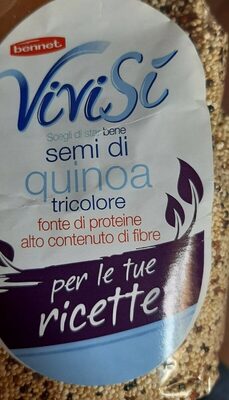 bennet
ViviSì
Scegli di star bene
semi di
quinoa
tricolore
fonte di proteine
alto contenuto di fibre
per le tue
ricette